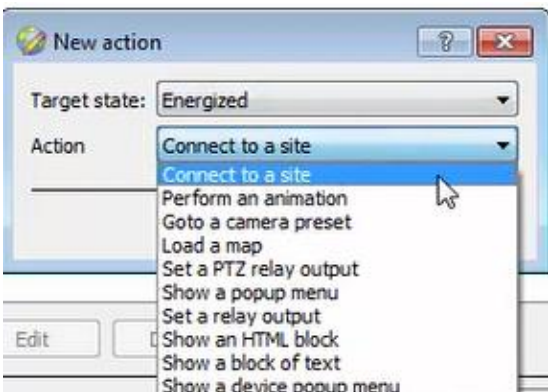 New action
Target state: Energized
Action Connect to a site
Connect to a site
Perform an animation
Goto a camera preset
Load a map
Set a PTZ relay output
Show a popup menu
Set a relay output
Edit
Show an HTML block
Show a block of text
Show a device popup menu